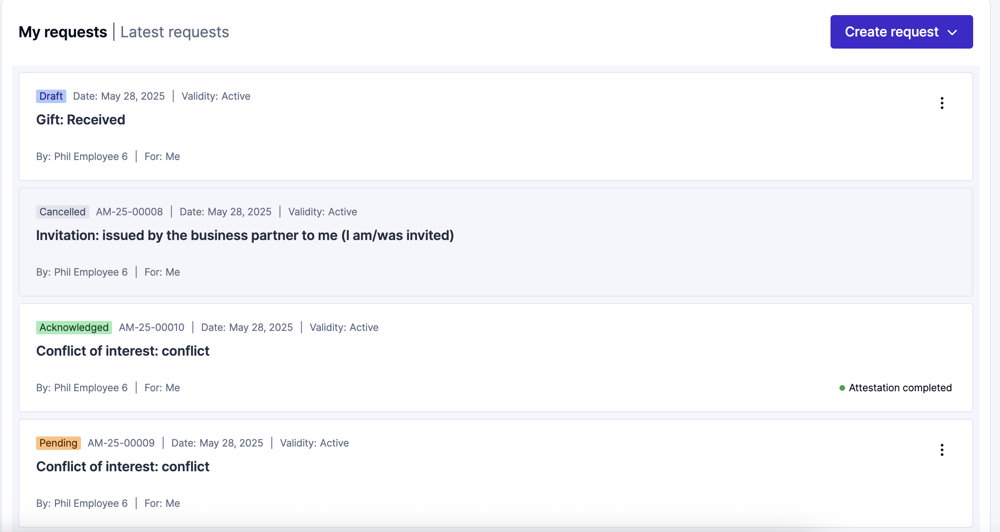 My requests | Latest requests
Create request
Draft Date: May 28, 2025 | Validity: Active
Gift: Received
By: Phil Employee 6 | For: Me
Cancelled AM-25-00008 | Date: May 28, 2025 | Validity: Active
Invitation: issued by the business partner to me (I am/was invited)
By: Phil Employee 6 | For: Me
Acknowledged AM-25-00010 | Date: May 28, 2025 | Validity: Active
Conflict of interest: conflict
By: Phil Employee 6 | For: Me
Attestation completed
Pending AM-25-00009 | Date: May 28, 2025 | Validity: Active
Conflict of interest: conflict
By: Phil Employee 6 | For: Me